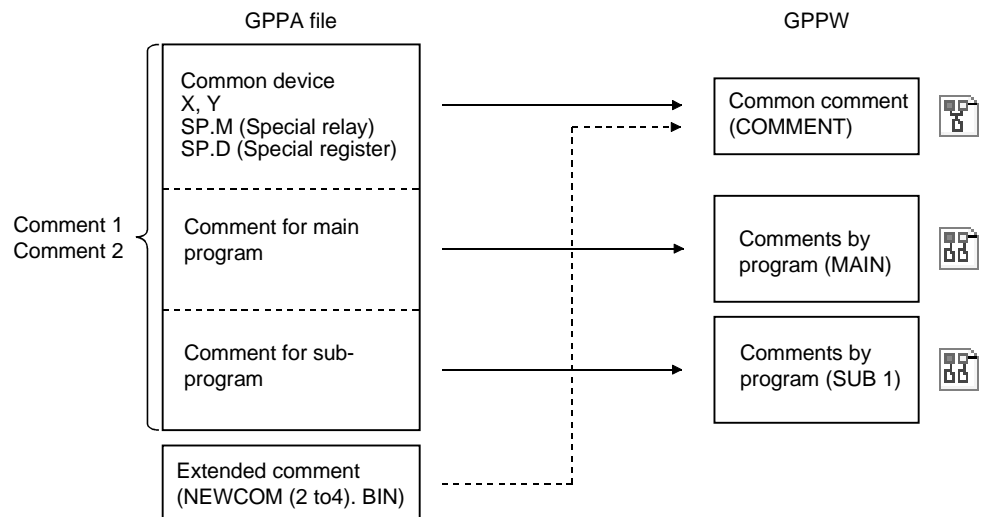 GPPA file
GPPW
Common device
X, Y
SP.M (Special relay)
SP.D (Special register)
Common comment
(COMMENT)
Comment 1
Comment 2
Comment for main
program
Comments by
program (MAIN)
Comment for sub-
program
Comments by
program (SUB 1)
Extended comment
(NEWCOM (2 to4). BIN)